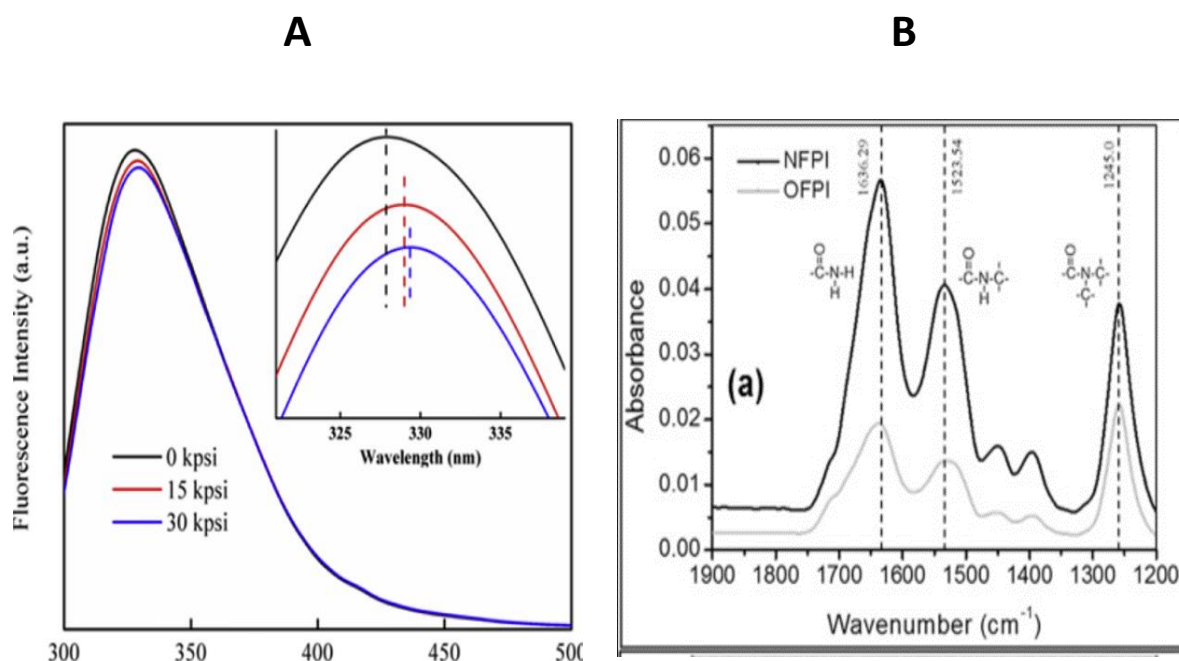 A
B
Fluorescence Intensity (a.u.)
0 kpsi
15 kpsi
30 kpsi
325 330 335
Wavelength (nm)
300 350 400 450 500
Absorbance
0.06
0.05
0.04
0.03
0.02
0.01
0.00
NFPI
OFPI
(a)
1636.29
1523.54
1245.0
O
-C-N-H
H
O
-C-N-C-
H
O
-C-N-C-
-C-
1900 1800 1700 1600 1500 1400 1300 1200
Wavenumber (cm⁻¹)